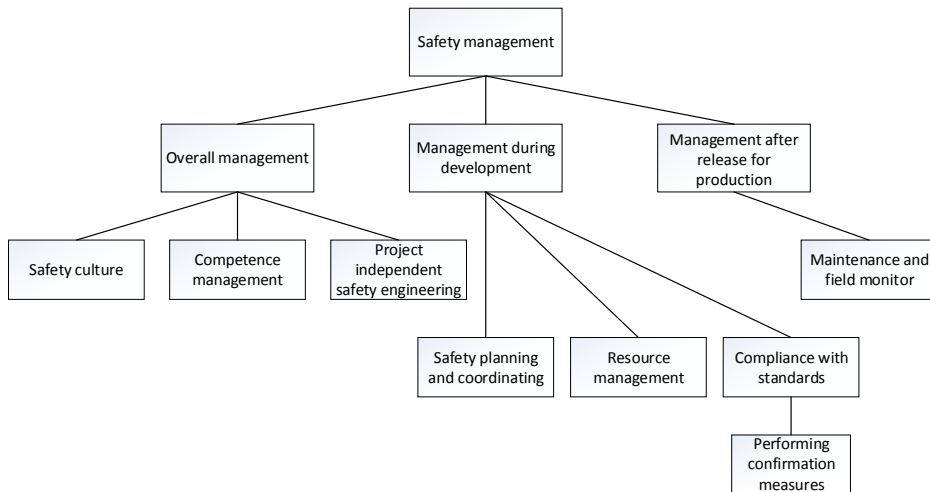 Safety management
Overall management
Management during
development
Management after
release for
production
Safety culture
Competence
management
Project
independent
safety engineering
Maintenance and
field monitor
Safety planning
and coordinating
Resource
management
Compliance with
standards
Performing
confirmation
measures